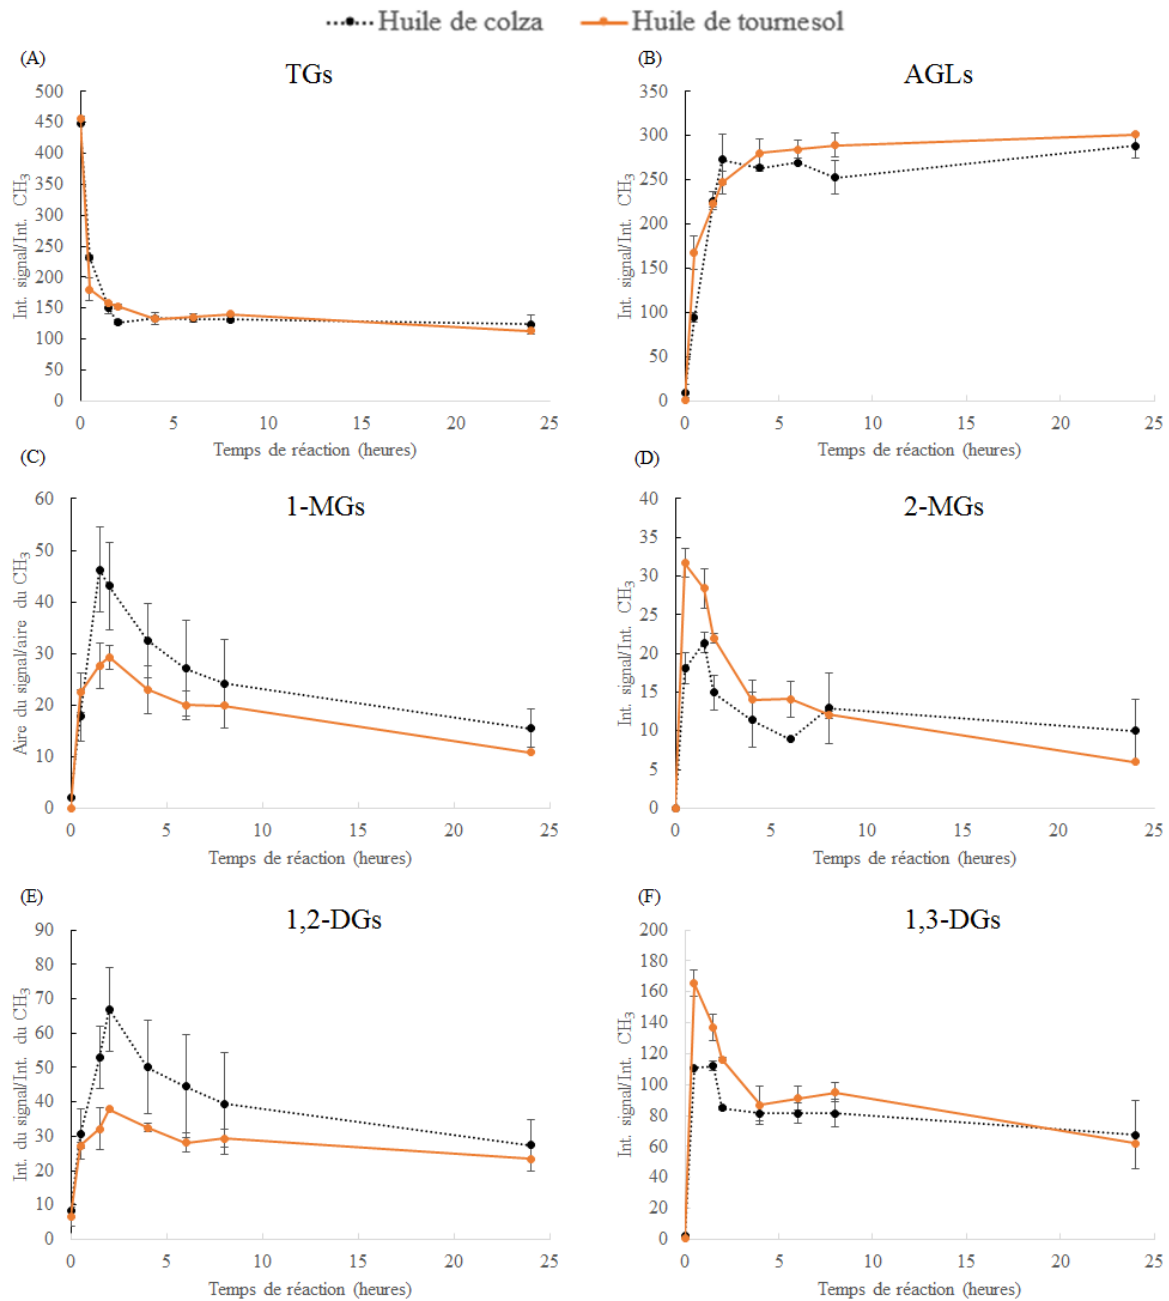 Huile de colza Huile de tournesol
(A) TGs
500
450
400
350
300
250
200
150
100
50
0
Int. signal/Int. CH₃
0 5 10 15 20 25
Temps de réaction (heures)
(B) AGLs
350
300
250
200
150
100
50
0
Int. signal/Int. CH₃
0 5 10 15 20 25
Temps de réaction (heures)
(C) 1-MGs
60
50
40
30
20
10
0
Aire du signal/aire du CH₃
0 5 10 15 20 25
Temps de réaction (heures)
(D) 2-MGs
40
35
30
25
20
15
10
5
0
Int. signal/Int. CH₃
0 5 10 15 20 25
Temps de réaction (heures)
(E) 1,2-DGs
90
80
70
60
50
40
30
20
10
0
Int. du signal/Int. du CH₃
0 5 10 15 20 25
Temps de réaction (heures)
(F) 1,3-DGs
200
180
160
140
120
100
80
60
40
20
0
Int. signal/Int. CH₃
0 5 10 15 20 25
Temps de réaction (heures)